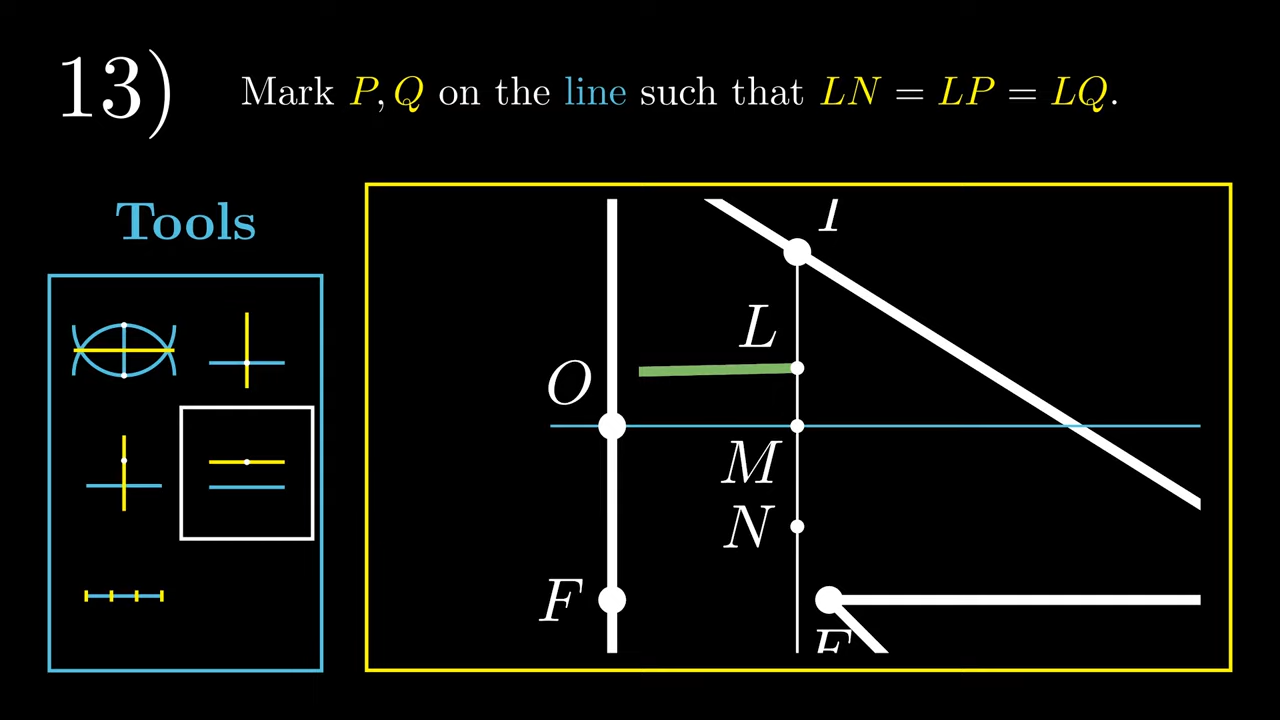 13) Mark P, Q on the line such that LN = LP = LQ.
Tools
I
L
O
M
N
F
E